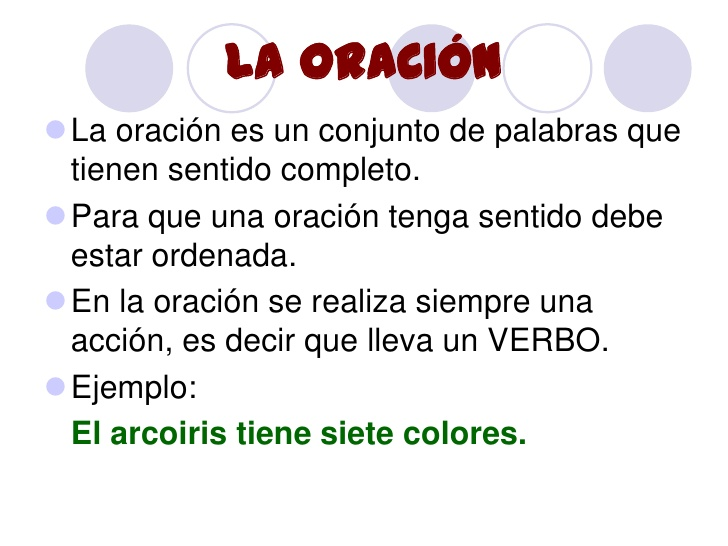 LA ORACIÓN
La oración es un conjunto de palabras que
tienen sentido completo.
Para que una oración tenga sentido debe
estar ordenada.
En la oración se realiza siempre una
acción, es decir que lleva un VERBO.
Ejemplo:
El arcoiris tiene siete colores.